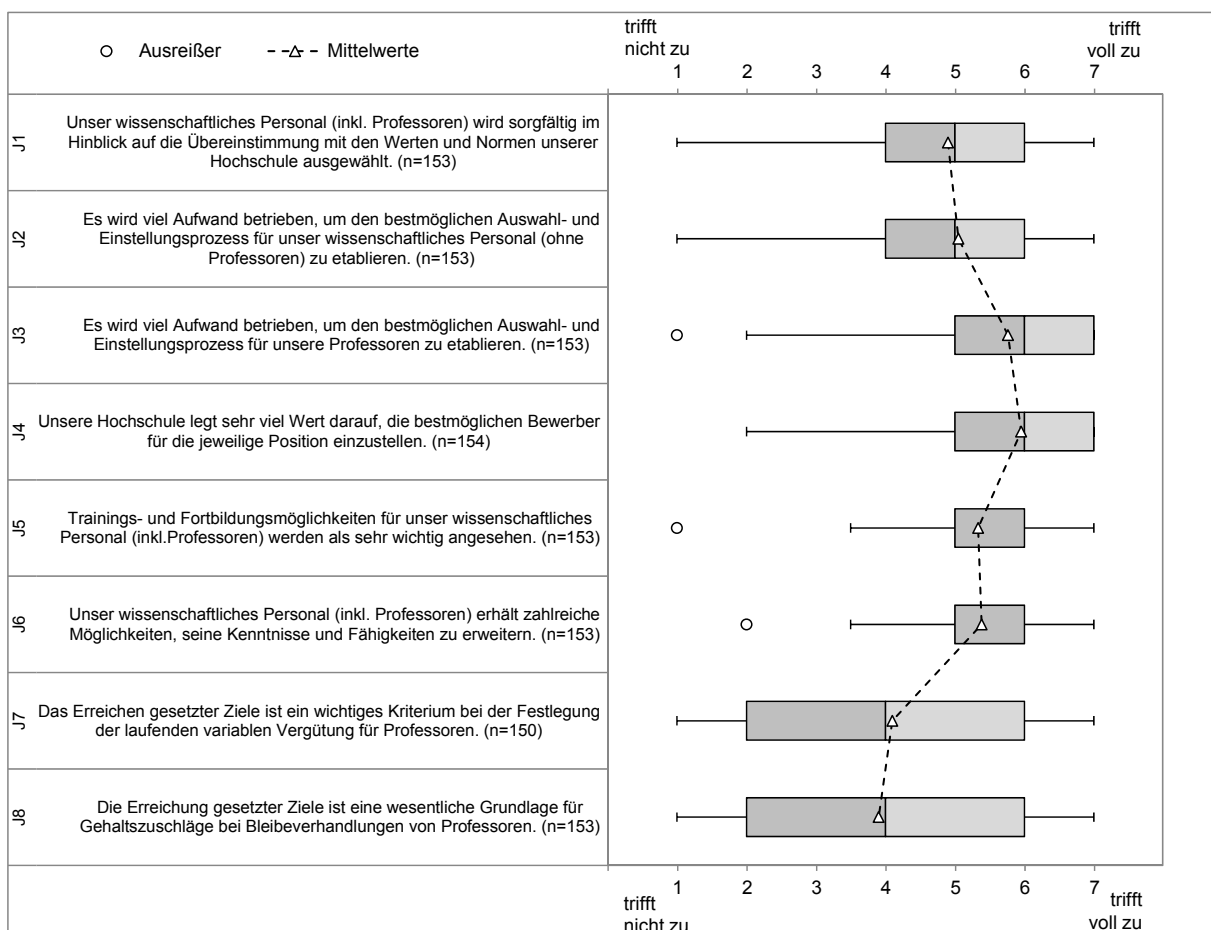 Ausreißer
Mittelwerte
trifft
nicht zu
trifft
voll zu
1 2 3 4 5 6 7
J1
Unser wissenschaftliches Personal (inkl. Professoren) wird sorgfältig im
Hinblick auf die Übereinstimmung mit den Werten und Normen unserer
Hochschule ausgewählt. (n=153)
J2
Es wird viel Aufwand betrieben, um den bestmöglichen Auswahl- und
Einstellungsprozess für unser wissenschaftliches Personal (ohne
Professoren) zu etablieren. (n=153)
J3
Es wird viel Aufwand betrieben, um den bestmöglichen Auswahl- und
Einstellungsprozess für unsere Professoren zu etablieren. (n=153)
J4
Unsere Hochschule legt sehr viel Wert darauf, die bestmöglichen Bewerber
für die jeweilige Position einzustellen. (n=154)
J5
Trainings- und Fortbildungsmöglichkeiten für unser wissenschaftliches
Personal (inkl.Professoren) werden als sehr wichtig angesehen. (n=153)
J6
Unser wissenschaftliches Personal (inkl. Professoren) erhält zahlreiche
Möglichkeiten, seine Kenntnisse und Fähigkeiten zu erweitern. (n=153)
J7
Das Erreichen gesetzter Ziele ist ein wichtiges Kriterium bei der Festlegung
der laufenden variablen Vergütung für Professoren. (n=150)
J8
Die Erreichung gesetzter Ziele ist eine wesentliche Grundlage für
Gehaltszuschläge bei Bleibeverhandlungen von Professoren. (n=153)
1 2 3 4 5 6 7
trifft
nicht zu
trifft
voll zu